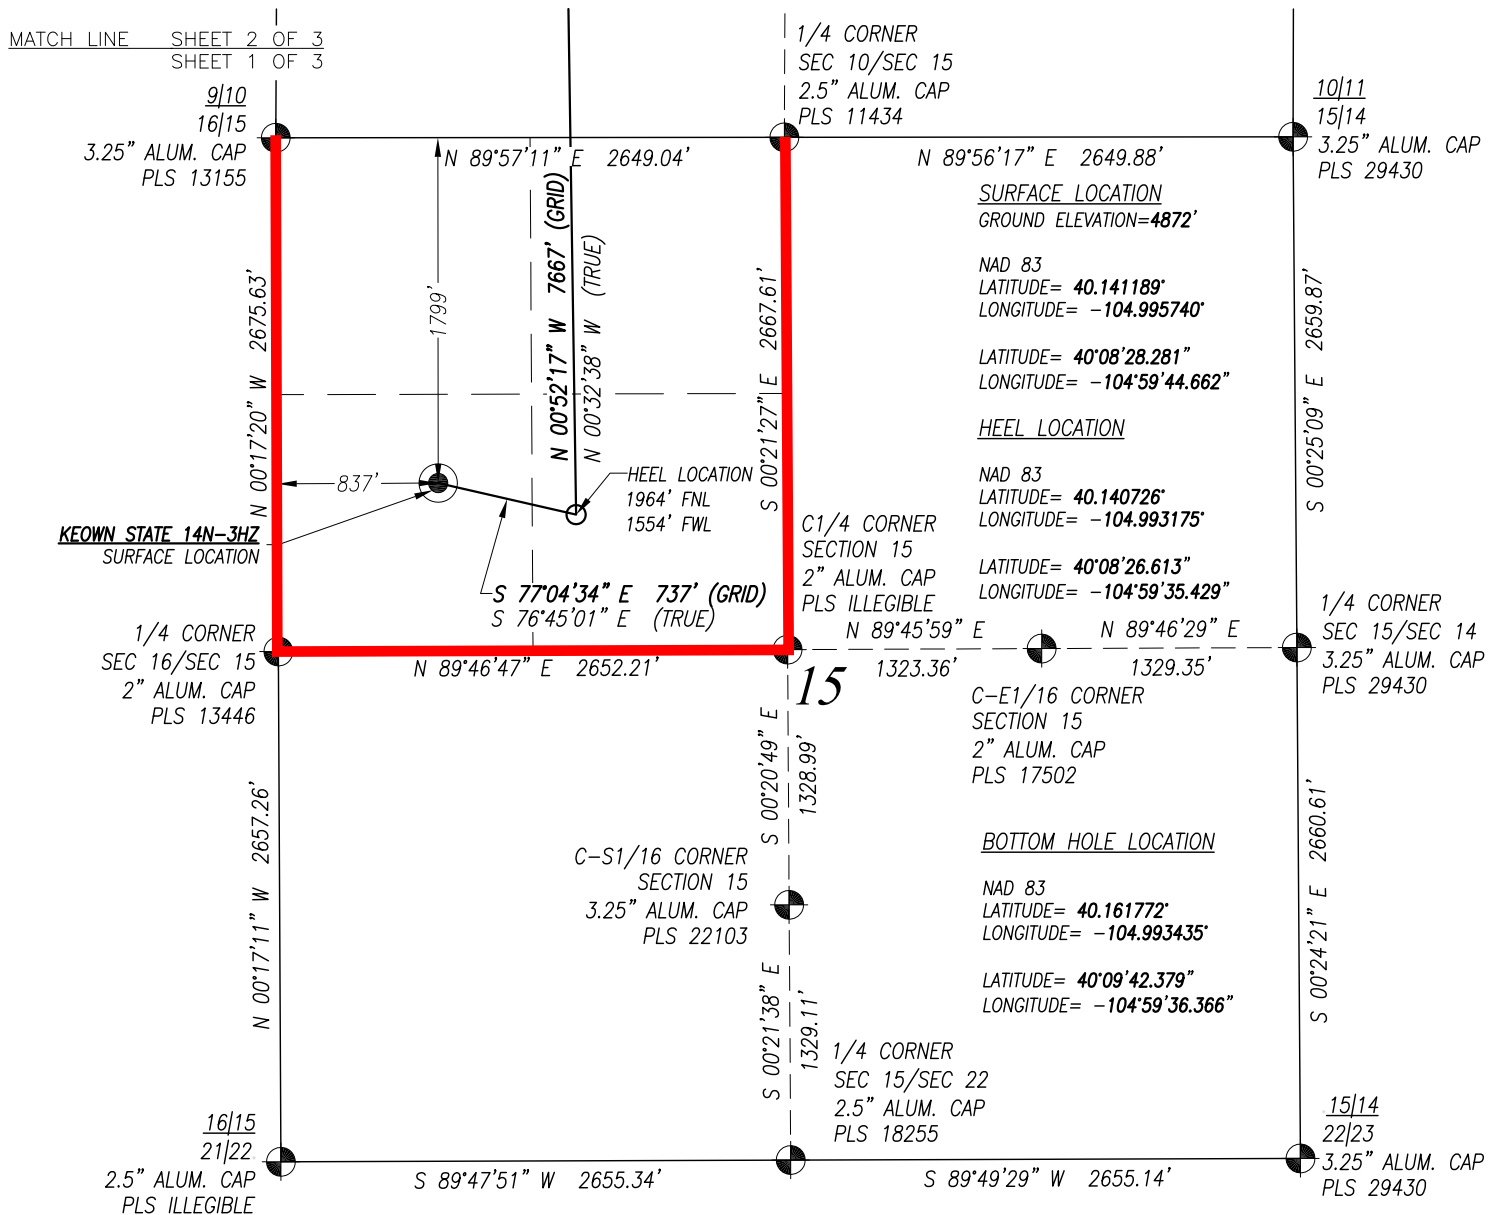 MATCH LINE SHEET 2 OF 3
SHEET 1 OF 3
9|10
16|15
3.25" ALUM. CAP
PLS 13155
1/4 CORNER
SEC 10/SEC 15
2.5" ALUM. CAP
PLS 11434
10|11
15|14
3.25" ALUM. CAP
PLS 29430
N 89°57'11" E 2649.04'
N 89°56'17" E 2649.88'
N 00°17'20" W 2675.63'
1799'
837'
N 00°52'17" W 7667' (GRID)
N 00°32'38" W (TRUE)
S 00°21'27" E 2667.61'
S 00°25'09" E 2659.87'
SURFACE LOCATION
GROUND ELEVATION=4872'
NAD 83
LATITUDE= 40.141189°
LONGITUDE= -104.995740°
LATITUDE= 40°08'28.281"
LONGITUDE= -104°59'44.662"
HEEL LOCATION
NAD 83
LATITUDE= 40.140726°
LONGITUDE= -104.993175°
LATITUDE= 40°08'26.613"
LONGITUDE= -104°59'35.429"
HEEL LOCATION
1964' FNL
1554' FWL
KEOWN STATE 14N-3HZ
SURFACE LOCATION
S 77°04'34" E 737' (GRID)
S 76°45'01" E (TRUE)
C1/4 CORNER
SECTION 15
2" ALUM. CAP
PLS ILLEGIBLE
1/4 CORNER
SEC 16/SEC 15
2" ALUM. CAP
PLS 13446
N 89°46'47" E 2652.21'
15
N 89°45'59" E
1323.36'
N 89°46'29" E
1329.35'
1/4 CORNER
SEC 15/SEC 14
3.25" ALUM. CAP
PLS 29430
C-E1/16 CORNER
SECTION 15
2" ALUM. CAP
PLS 17502
N 00°17'11" W 2657.26'
S 00°20'49" E
1328.99'
C-S1/16 CORNER
SECTION 15
3.25" ALUM. CAP
PLS 22103
S 00°21'38" E
1329.11'
S 00°24'21" E 2660.61'
BOTTOM HOLE LOCATION
NAD 83
LATITUDE= 40.161772°
LONGITUDE= -104.993435°
LATITUDE= 40°09'42.379"
LONGITUDE= -104°59'36.366"
1/4 CORNER
SEC 15/SEC 22
2.5" ALUM. CAP
PLS 18255
16|15
21|22
2.5" ALUM. CAP
PLS ILLEGIBLE
S 89°47'51" W 2655.34'
S 89°49'29" W 2655.14'
15|14
22|23
3.25" ALUM. CAP
PLS 29430